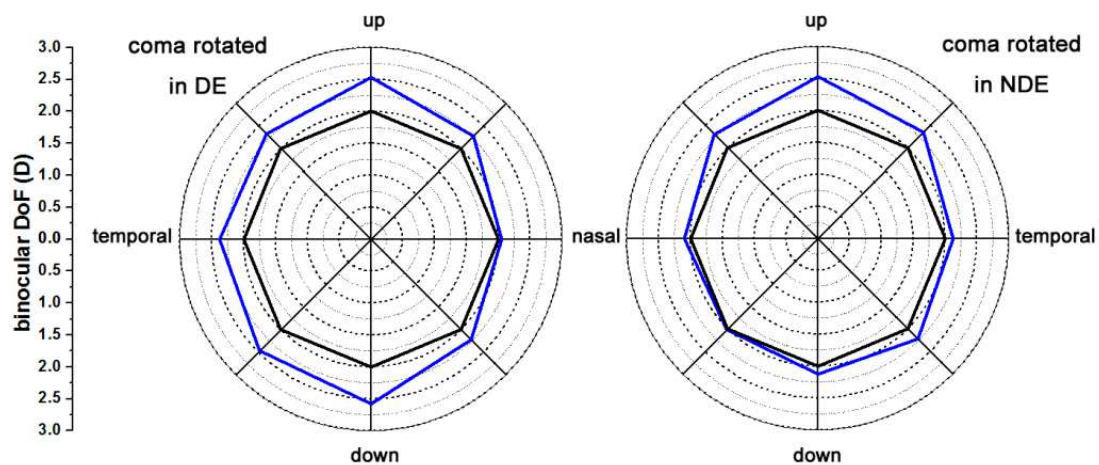 up
up
coma rotated
in DE
coma rotated
in NDE
binocular DoF (D)
3.0
2.5
2.0
1.5
1.0
0.5
0.0
0.5
1.0
1.5
2.0
2.5
3.0
temporal
nasal
temporal
down
down